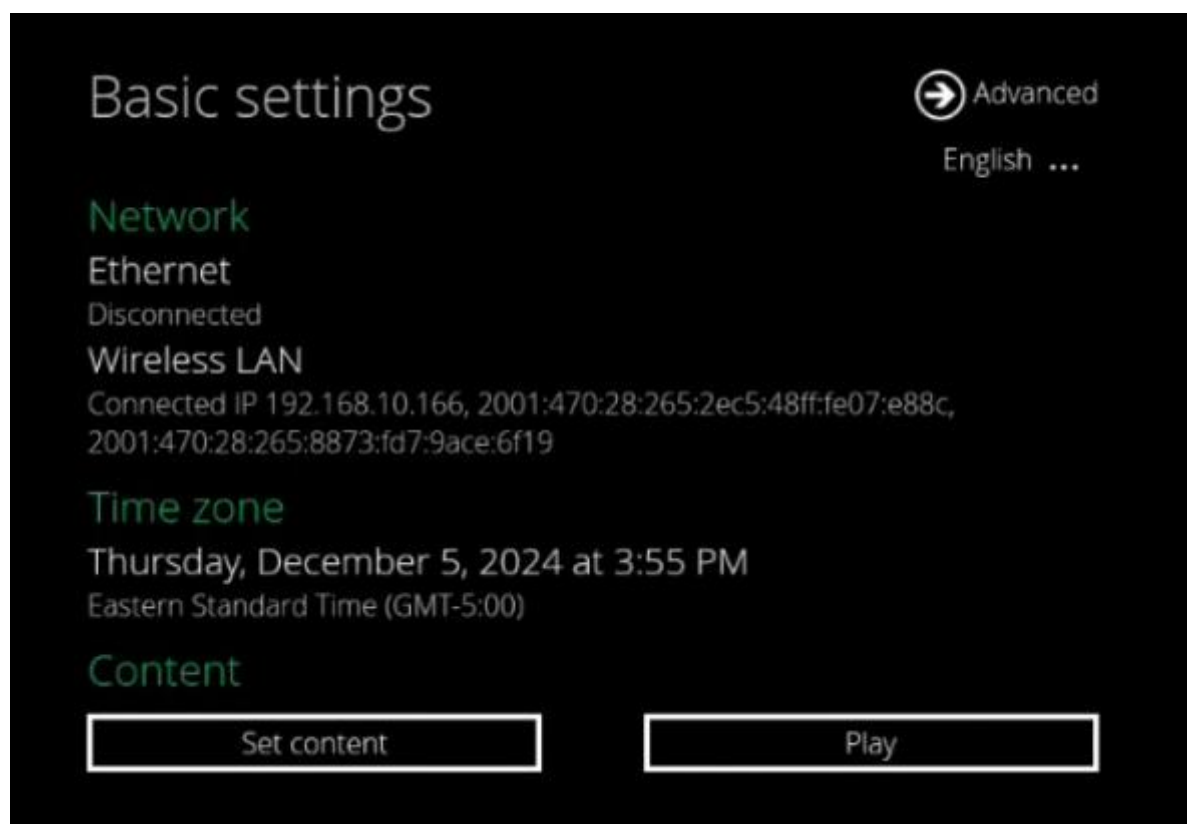 Basic settings
Advanced
English ...
Network
Ethernet
Disconnected
Wireless LAN
Connected IP 192.168.10.166, 2001:470:28:265:2ec5:48ff:fe07:e88c,
2001:470:28:265:8873:fd7:9ace:6f19
Time zone
Thursday, December 5, 2024 at 3:55 PM
Eastern Standard Time (GMT-5:00)
Content
Set content
Play